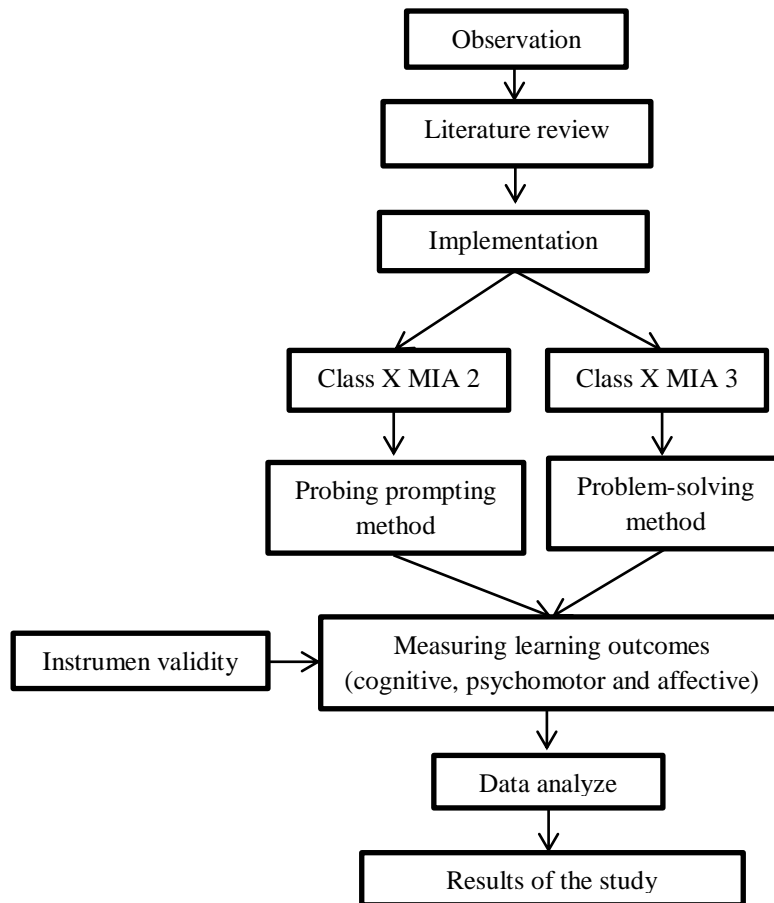 Observation
Literature review
Implementation
Class X MIA 2
Class X MIA 3
Probing prompting
method
Problem-solving
method
Instrumen validity
Measuring learning outcomes
(cognitive, psychomotor and affective)
Data analyze
Results of the study